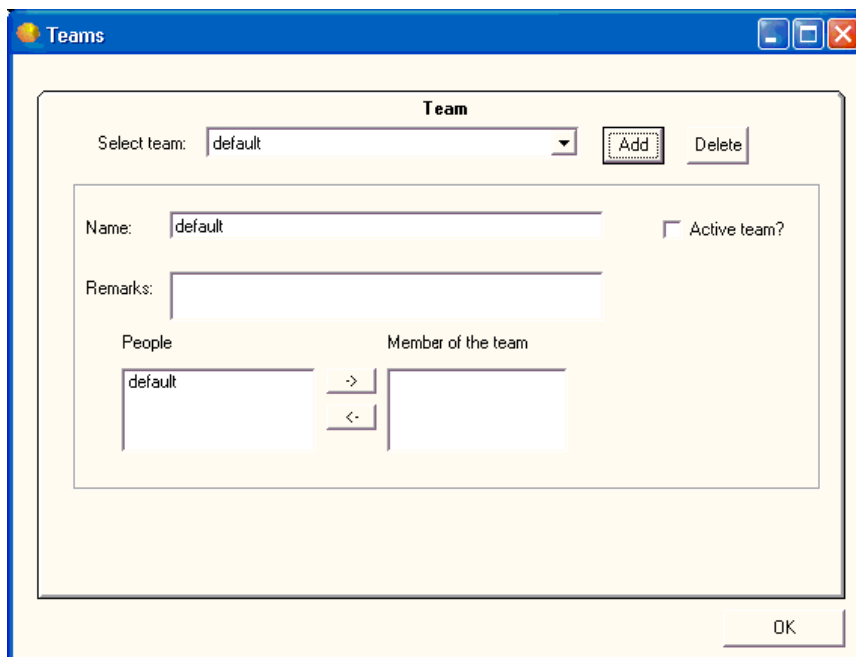 Teams
Team
Select team: default Add Delete
Name: default Active team?
Remarks:
People Member of the team
default -> 
<-
OK